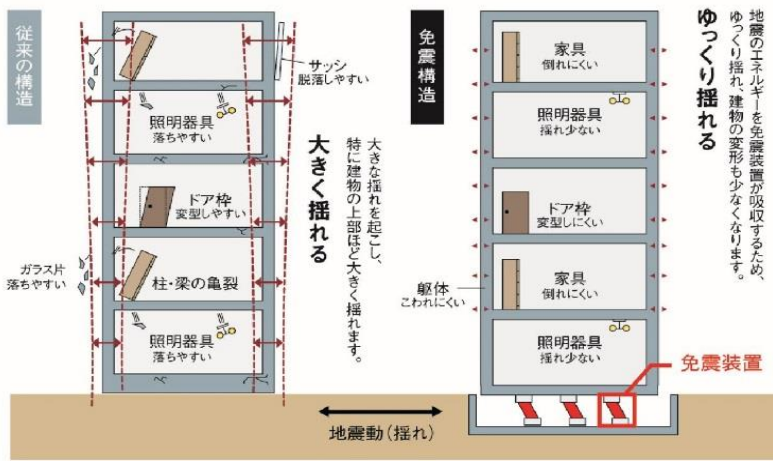 従来の構造
サッシ
脱落しやすい
照明器具
落ちやすい
ドア枠
変型しやすい
ガラス片
落ちやすい
柱・梁の亀裂
照明器具
落ちやすい
大きく揺れる
大きな揺れを起こし、
特に建物の上部ほど大きく揺れます。
地震動(揺れ)
免震構造
家具
倒れにくい
照明器具
揺れ少ない
ドア枠
変型しにくい
家具
倒れにくい
躯体
こわれにくい
照明器具
揺れ少ない
免震装置
地震のエネルギーを免震装置が吸収するため、
ゆっくり揺れ、建物の変形も少なくなります。
ゆっくり揺れる